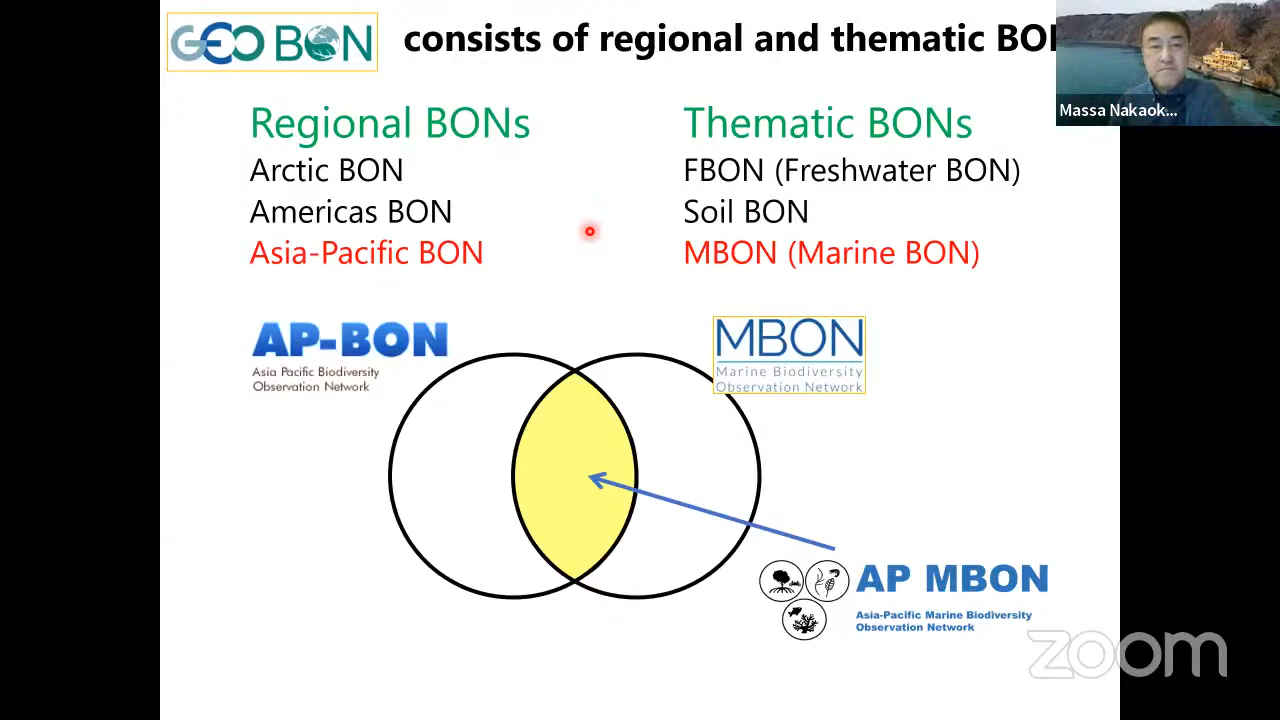 GEO BON consists of regional and thematic
Massa Nakaok...
Regional BONs
Arctic BON
Americas BON
Asia-Pacific BON
Thematic BONs
FBON (Freshwater BON)
Soil BON
MBON (Marine BON)
AP-BON
Asia Pacific Biodiversity
Observation Network
MBON
Marine Biodiversity
Observation Network
AP MBON
Asia-Pacific Marine Biodiversity
Observation Network
zoom